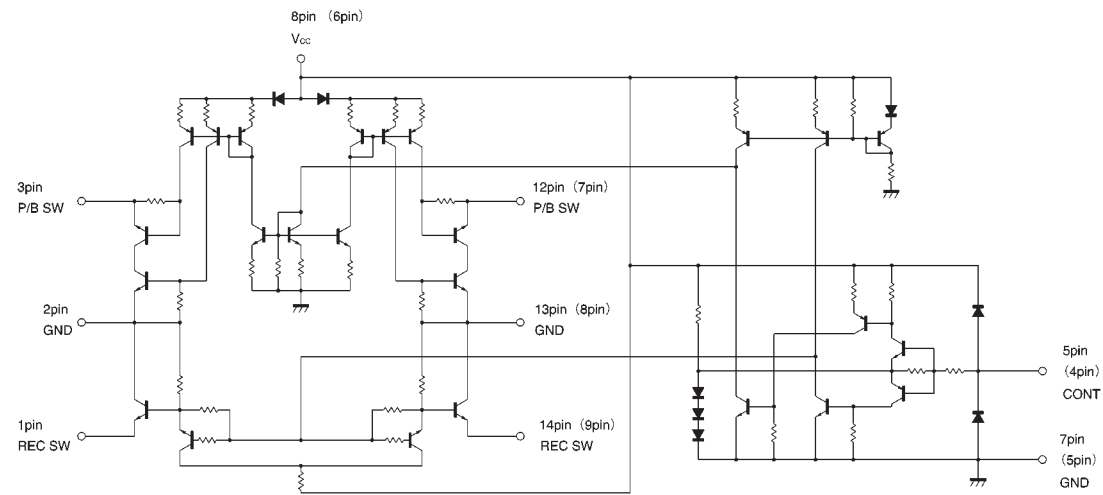 8pin (6pin)
Vcc
3pin
P/B SW
12pin (7pin)
P/B SW
2pin
GND
13pin (8pin)
GND
5pin
(4pin)
CONT
1pin
REC SW
14pin (9pin)
REC SW
7pin
(5pin)
GND